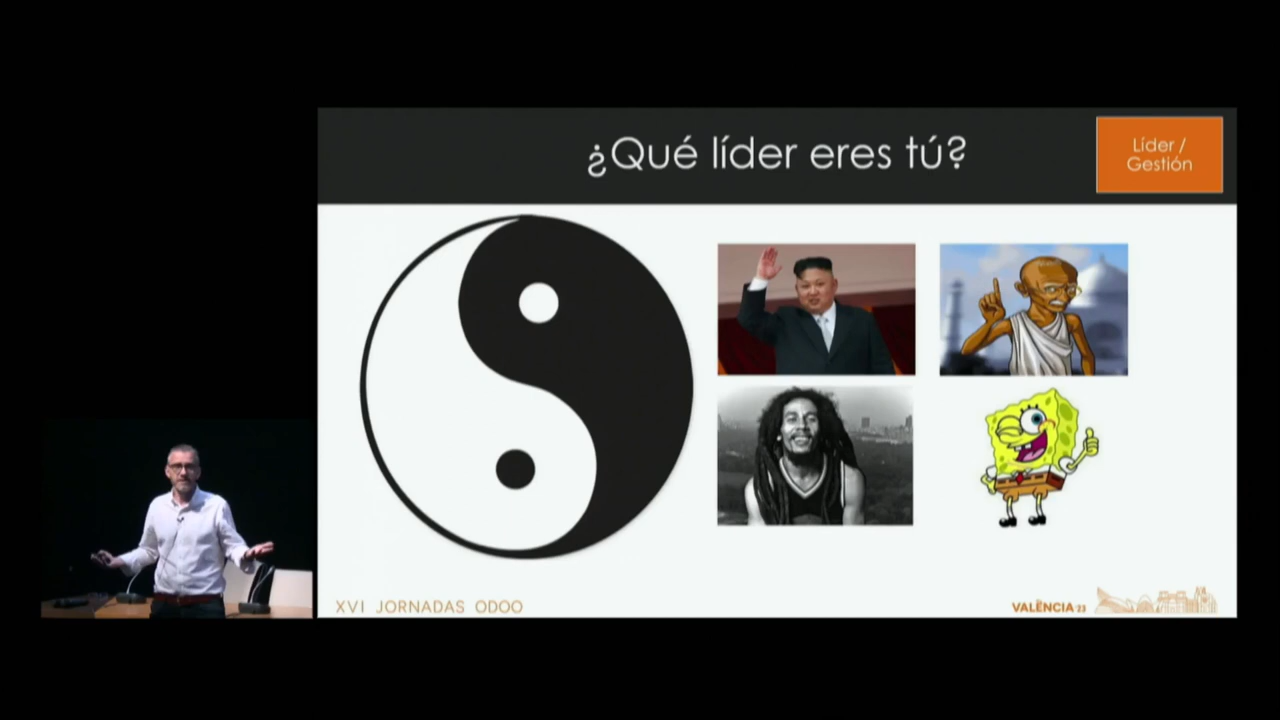 ¿Qué líder eres tú?
Líder /
Gestión
XVI JORNADAS ODOO
VALÈNCIA 23